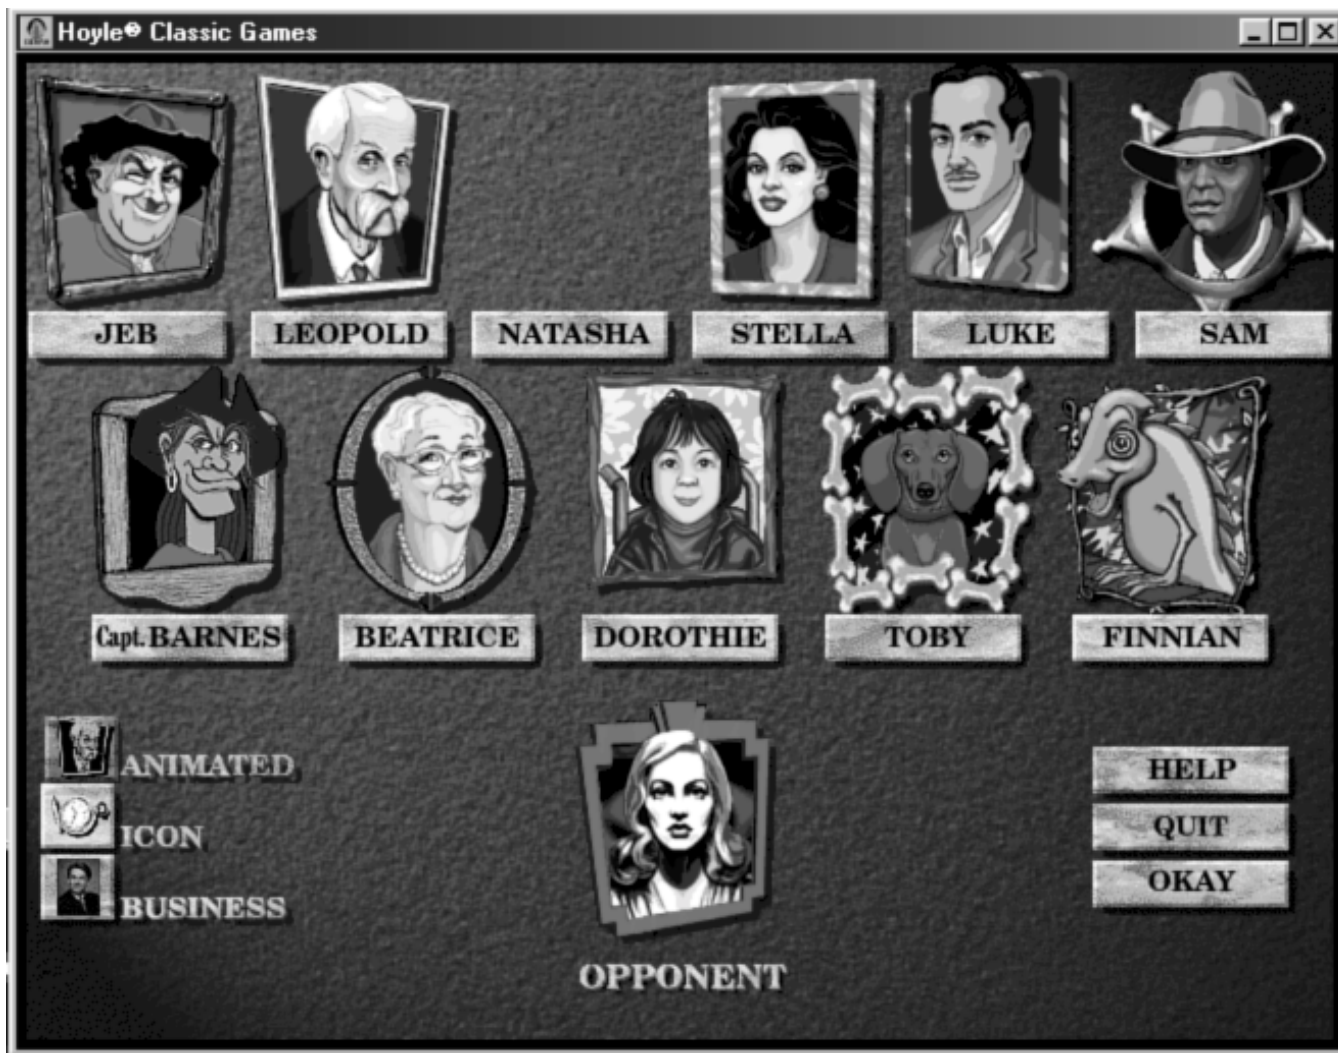 Hoyle® Classic Games
JEB
LEOPOLD
NATASHA
STELLA
LUKE
SAM
Capt. BARNES
BEATRICE
DOROTHIE
TOBY
FINNIAN
ANIMATED
ICON
BUSINESS
OPPONENT
HELP
QUIT
OKAY